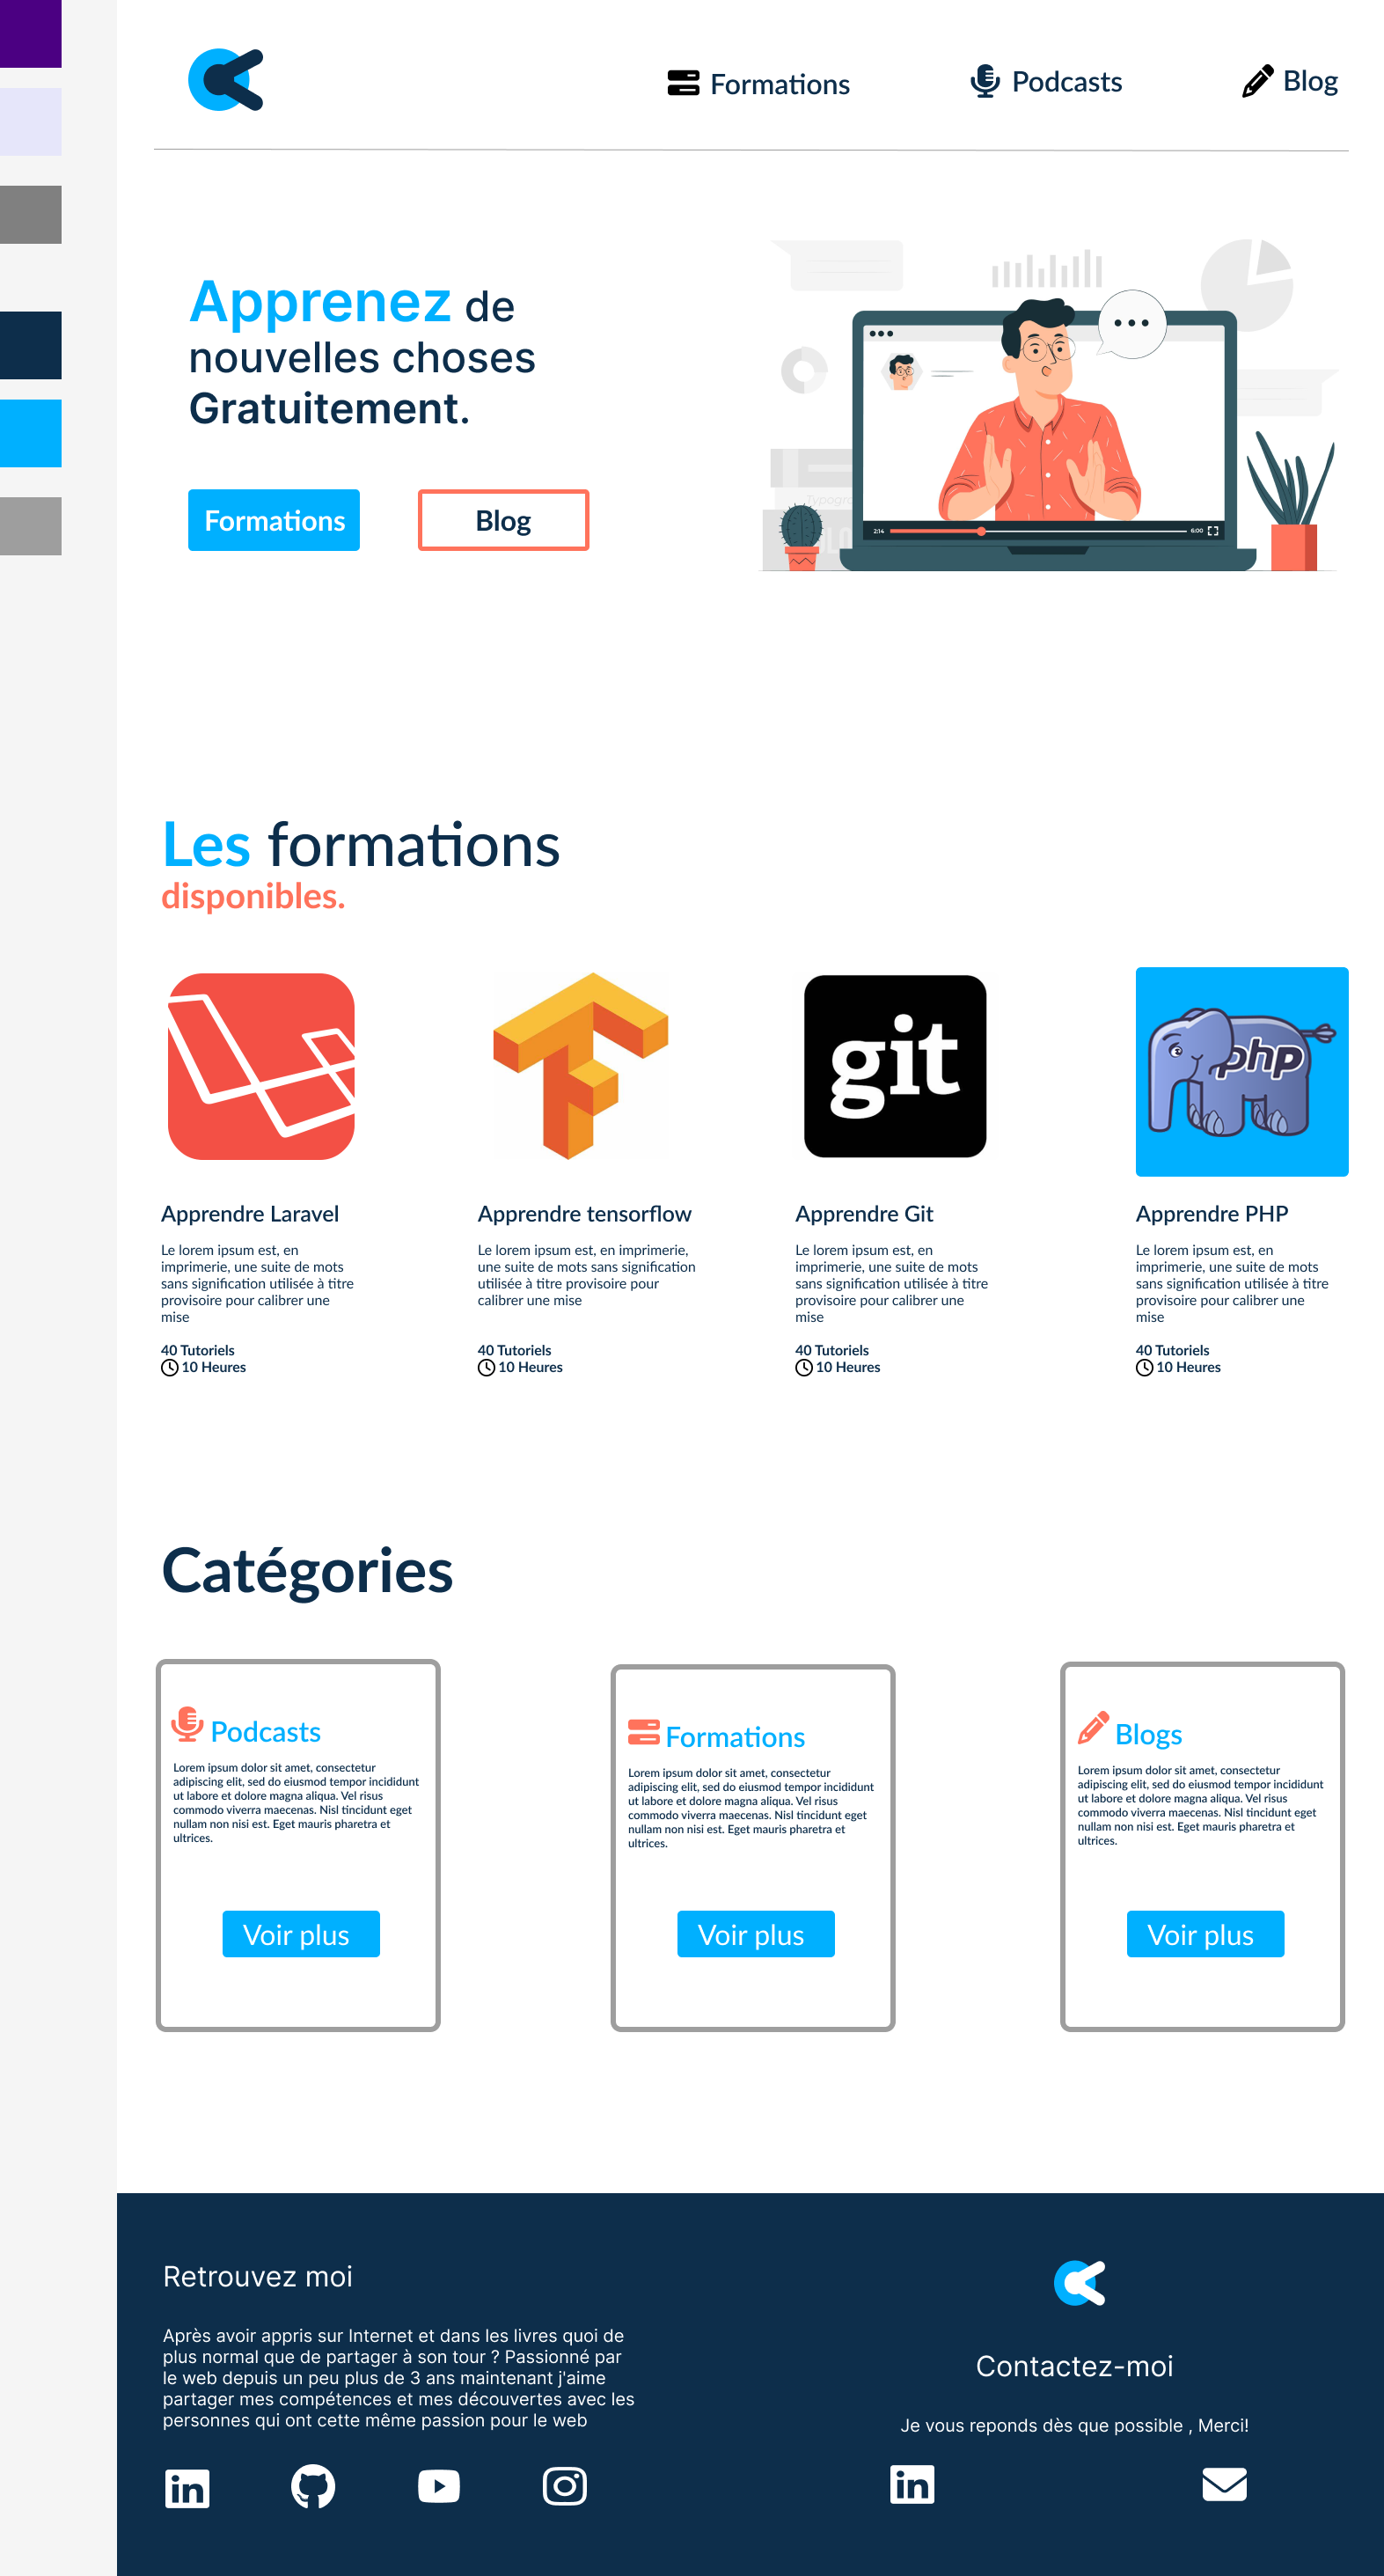 Formations
Podcasts
Blog
Apprenez de
nouvelles choses
Gratuitement.
Formations
Blog
Typogra
2:14
6:00
Les formations
disponibles.
git
php
Apprendre Laravel
Le lorem ipsum est, en
imprimerie, une suite de mots
sans signification utilisée à titre
provisoire pour calibrer une
mise
40 Tutoriels
10 Heures
Apprendre tensorflow
Le lorem ipsum est, en imprimerie,
une suite de mots sans signification
utilisée à titre provisoire pour
calibrer une mise
40 Tutoriels
10 Heures
Apprendre Git
Le lorem ipsum est, en
imprimerie, une suite de mots
sans signification utilisée à titre
provisoire pour calibrer une
mise
40 Tutoriels
10 Heures
Apprendre PHP
Le lorem ipsum est, en
imprimerie, une suite de mots
sans signification utilisée à titre
provisoire pour calibrer une
mise
40 Tutoriels
10 Heures
Catégories
Podcasts
Lorem ipsum dolor sit amet, consectetur
adipiscing elit, sed do eiusmod tempor incididunt
ut labore et dolore magna aliqua. Vel risus
commodo viverra maecenas. Nisl tincidunt eget
nullam non nisi est. Eget mauris pharetra et
ultrices.
Voir plus
Formations
Lorem ipsum dolor sit amet, consectetur
adipiscing elit, sed do eiusmod tempor incididunt
ut labore et dolore magna aliqua. Vel risus
commodo viverra maecenas. Nisl tincidunt eget
nullam non nisi est. Eget mauris pharetra et
ultrices.
Voir plus
Blogs
Lorem ipsum dolor sit amet, consectetur
adipiscing elit, sed do eiusmod tempor incididunt
ut labore et dolore magna aliqua. Vel risus
commodo viverra maecenas. Nisl tincidunt eget
nullam non nisi est. Eget mauris pharetra et
ultrices.
Voir plus
Retrouvez moi
Après avoir appris sur Internet et dans les livres quoi de
plus normal que de partager à son tour ? Passionné par
le web depuis un peu plus de 3 ans maintenant j'aime
partager mes compétences et mes découvertes avec les
personnes qui ont cette même passion pour le web
in
Contactez-moi
Je vous reponds dès que possible , Merci!
in